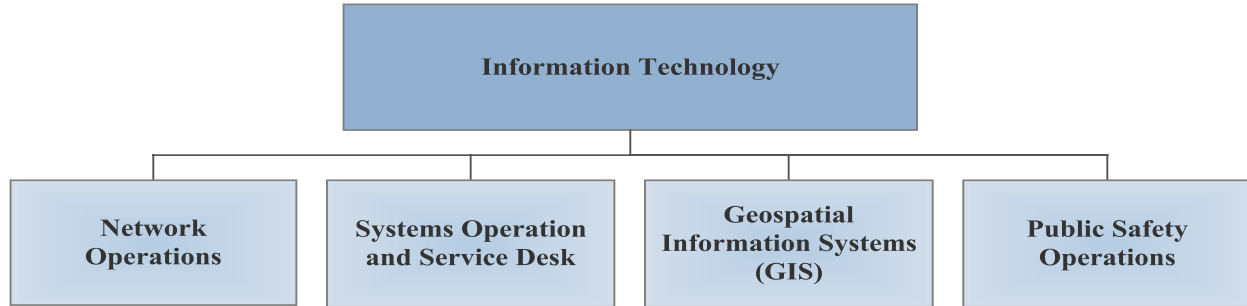 Information Technology
Network
Operations
Systems Operation
and Service Desk
Geospatial
Information Systems
(GIS)
Public Safety
Operations